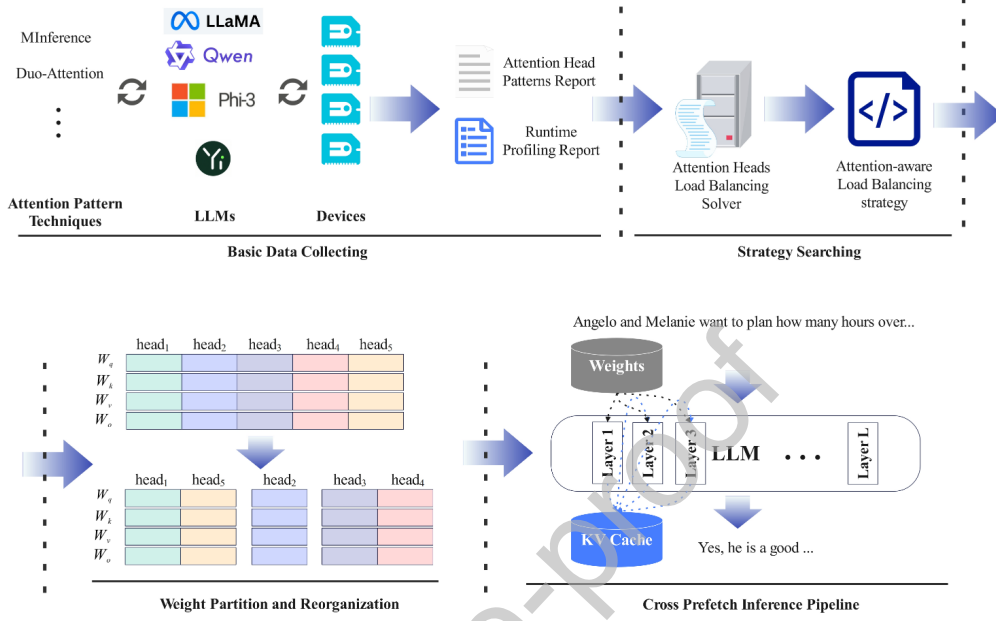 MInference
Duo-Attention
LLaMA
Qwen
Phi-3
Yi
Attention Head
Patterns Report
Runtime
Profiling Report
Attention Heads
Load Balancing
Solver
</>
Attention-aware
Load Balancing
strategy
Attention Pattern
Techniques
LLMs
Devices
Basic Data Collecting
Strategy Searching
head1 head2 head3 head4 head5
Wq
Wk
Wv
Wo
head1 head5 head2 head3 head4
Wq
Wk
Wv
Wo
Weight Partition and Reorganization
Angelo and Melanie want to plan how many hours over...
Weights
Layer 1
Layer 2
Layer 3
LLM
...
Layer L
KV Cache
Yes, he is a good ...
Cross Prefetch Inference Pipeline
-proof